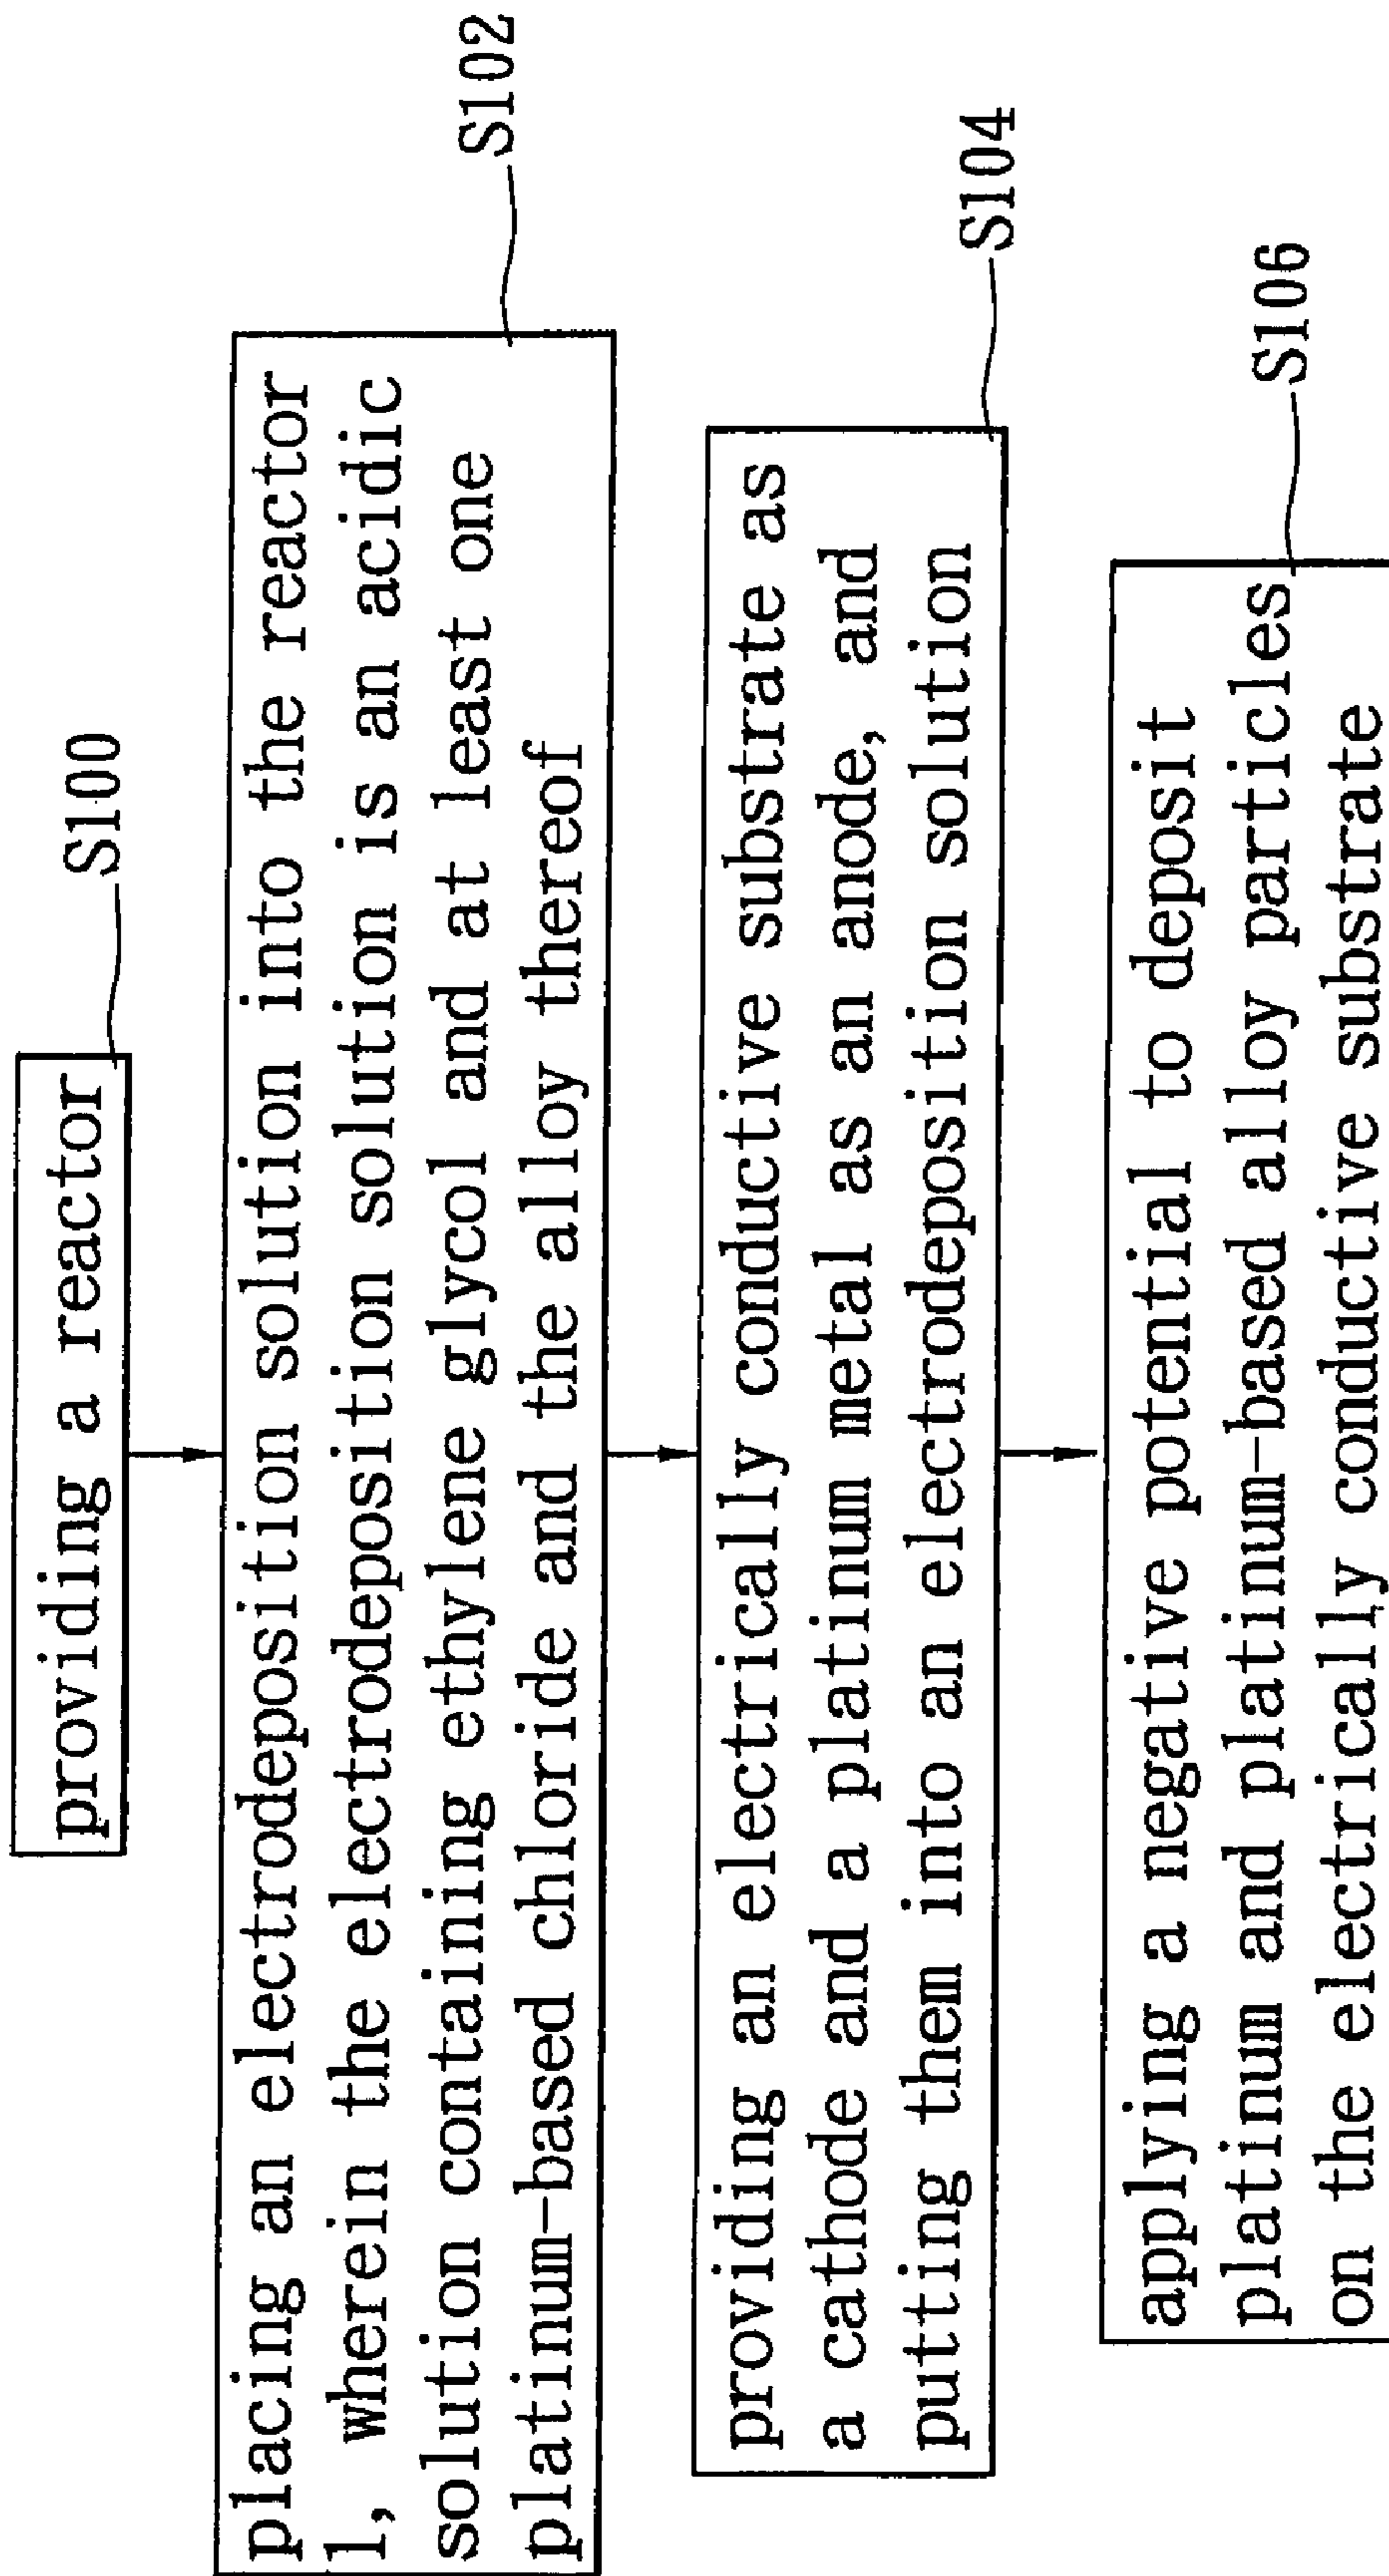 providing a reactor
S100
placing an electrodeposition solution into the reactor
1, wherein the electrodeposition solution is an acidic
solution containing ethylene glycol and at least one
platinum-based chloride and the alloy thereof
S102
providing an electrically conductive substrate as
a cathode and a platinum metal as an anode, and
putting them into an electrodeposition solution
S104
applying a negative potential to deposit
platinum and platinum-based alloy particles
on the electrically conductive substrate
S106